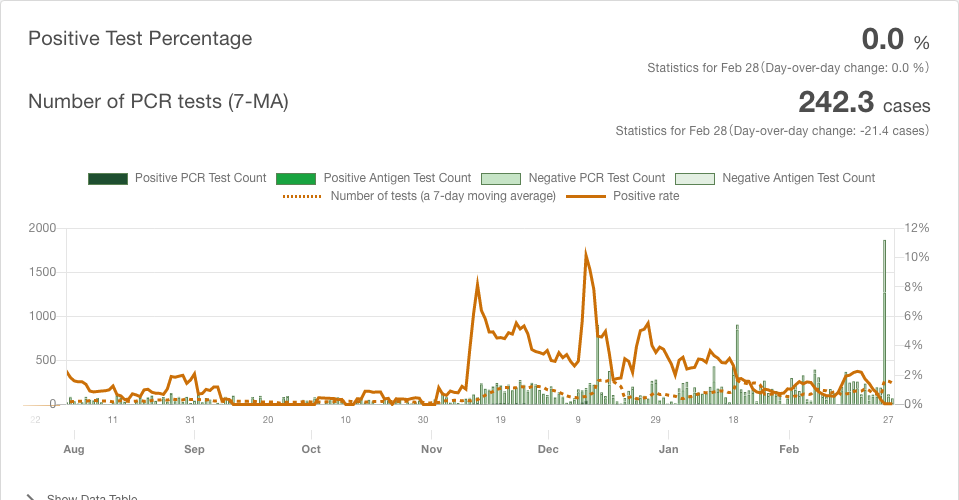 Positive Test Percentage
0.0 %
Statistics for Feb 28(Day-over-day change: 0.0 %)
Number of PCR tests (7-MA)
242.3 cases
Statistics for Feb 28(Day-over-day change: -21.4 cases)
Positive PCR Test Count Positive Antigen Test Count Negative PCR Test Count Negative Antigen Test Count
Number of tests (a 7-day moving average) Positive rate
2000 12%
10%
1500
8%
1000 6%
4%
500
2%
0 0%
22 11 31 20 10 30 19 9 29 18 7 27
Aug Sep Oct Nov Dec Jan Feb
Show Data Table